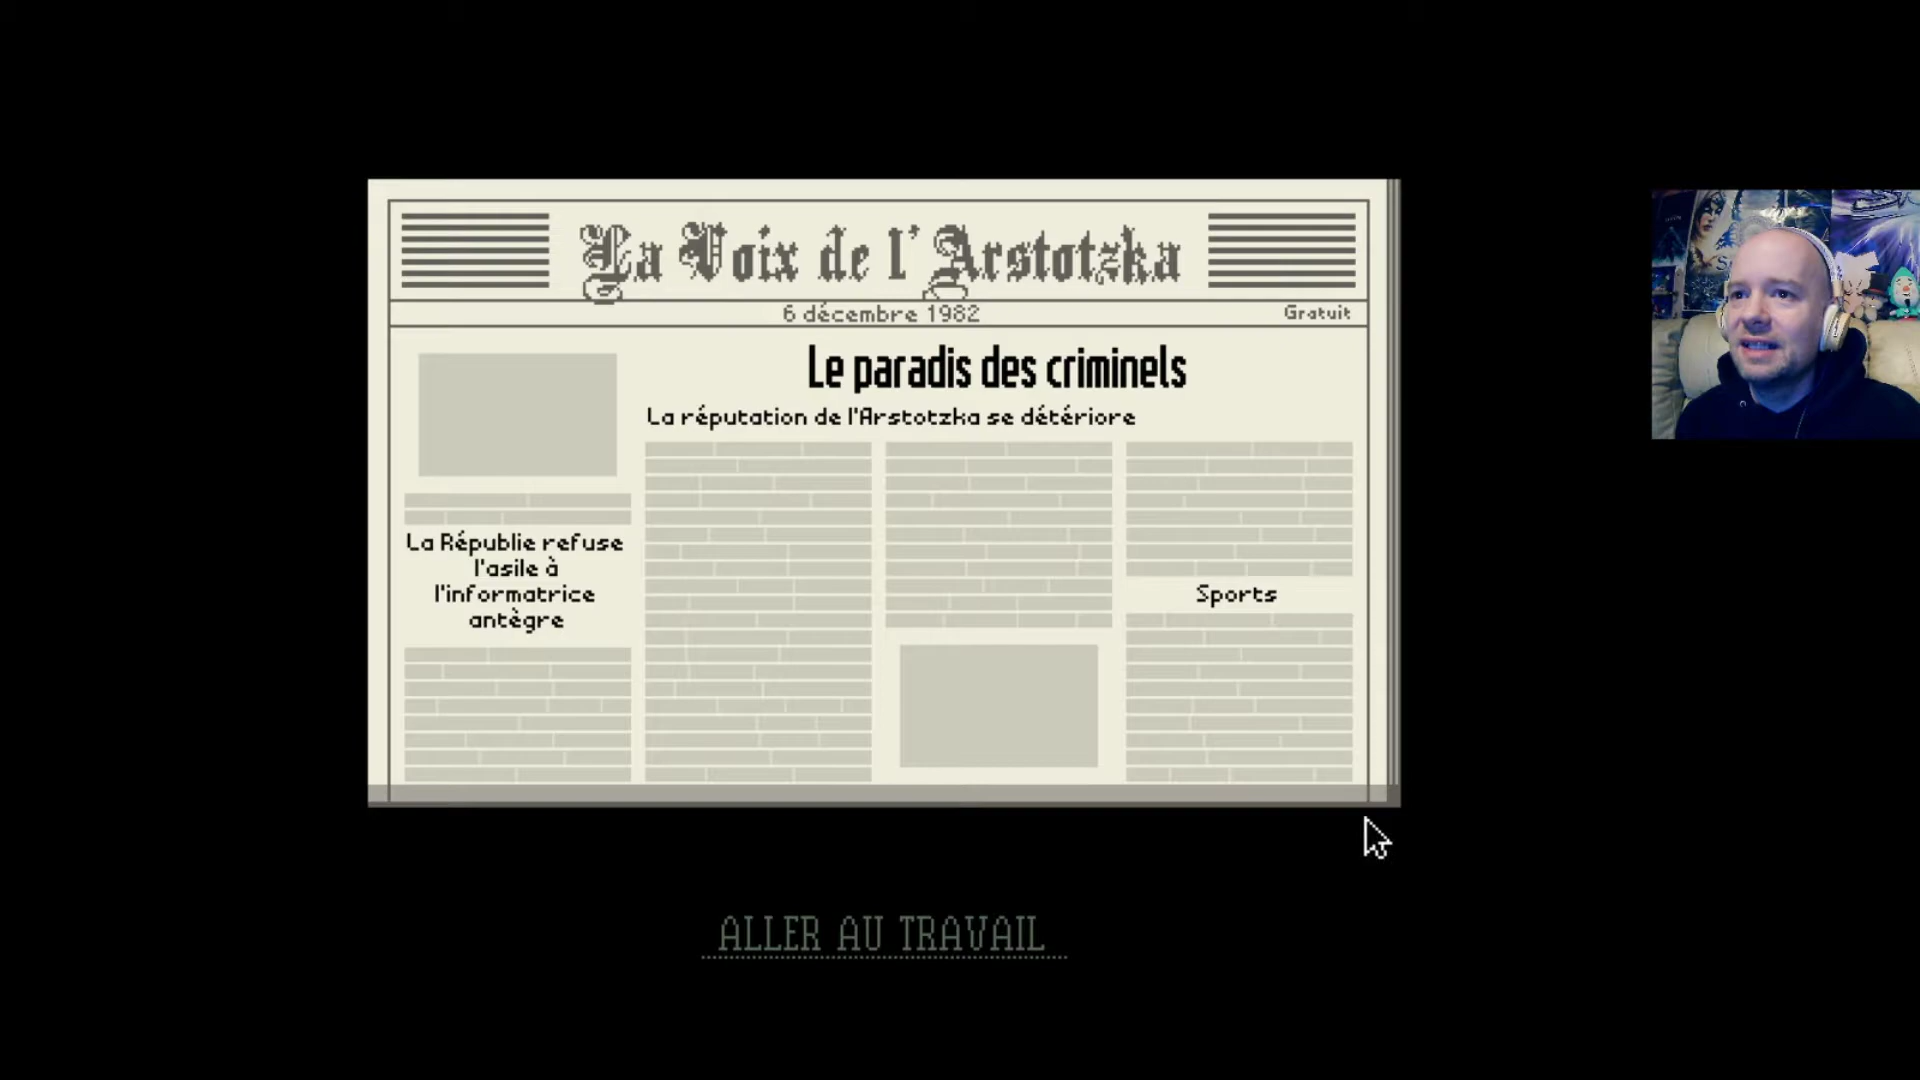 La Voix de l'Arstotzka
6 décembre 1982
Gratuit
Le paradis des criminels
La réputation de l'Arstotzka se détériore
La Républie refuse
l'asile à
l'informatrice
antègre
Sports
ALLER AU TRAVAIL